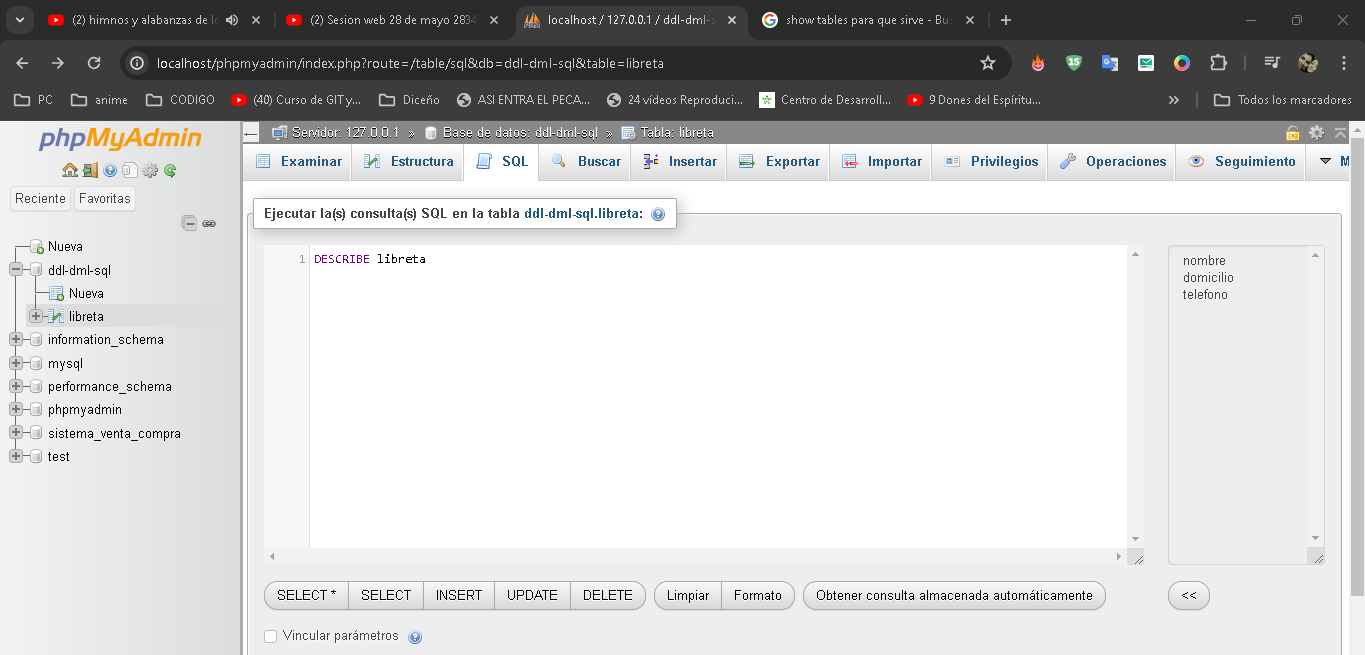 (2) himnos y alabanzas de lo
(2) Sesion web 28 de mayo 2834
localhost / 127.0.0.1 / ddl-dml-s
show tables para que sirve - Bus
localhost/phpmyadmin/index.php?route=/table/sql&db=ddl-dml-sql&table=libreta
15
PC
anime
CODIGO
(40) Curso de GIT y...
Diceño
ASI ENTRA EL PECA...
24 vídeos Reproduci...
Centro de Desarroll...
9 Dones del Espíritu...
»
Todos los marcadores
phpMyAdmin
Reciente
Favoritas
Nueva
ddl-dml-sql
Nueva
libreta
information_schema
mysql
performance_schema
phpmyadmin
sistema_venta_compra
test
Servidor: 127.0.0.1 » Base de datos: ddl-dml-sql » Tabla: libreta
Examinar
Estructura
SQL
Buscar
Insertar
Exportar
Importar
Privilegios
Operaciones
Seguimiento
M
Ejecutar la(s) consulta(s) SQL en la tabla ddl-dml-sql.libreta:
1 DESCRIBE libreta
nombre
domicilio
telefono
SELECT *
SELECT
INSERT
UPDATE
DELETE
Limpiar
Formato
Obtener consulta almacenada automáticamente
<<
Vincular parámetros